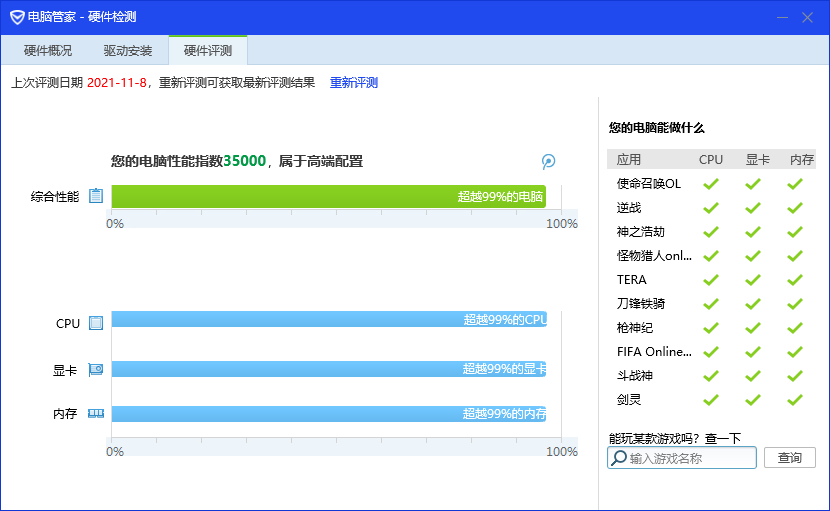 电脑管家 - 硬件检测
硬件概况 驱动安装 硬件评测
上次评测日期 2021-11-8，重新评测可获取最新评测结果 重新评测
您的电脑性能指数35000，属于高端配置
综合性能 超越99%的电脑
0% 100%
CPU 超越99%的CPU
显卡 超越99%的显卡
内存 超越99%的内存
0% 100%
您的电脑能做什么
应用 CPU 显卡 内存
使命召唤OL
逆战
神之浩劫
怪物猎人onl...
TERA
刀锋铁骑
枪神纪
FIFA Online...
斗战神
剑灵
能玩某款游戏吗？查一下
输入游戏名称 查询